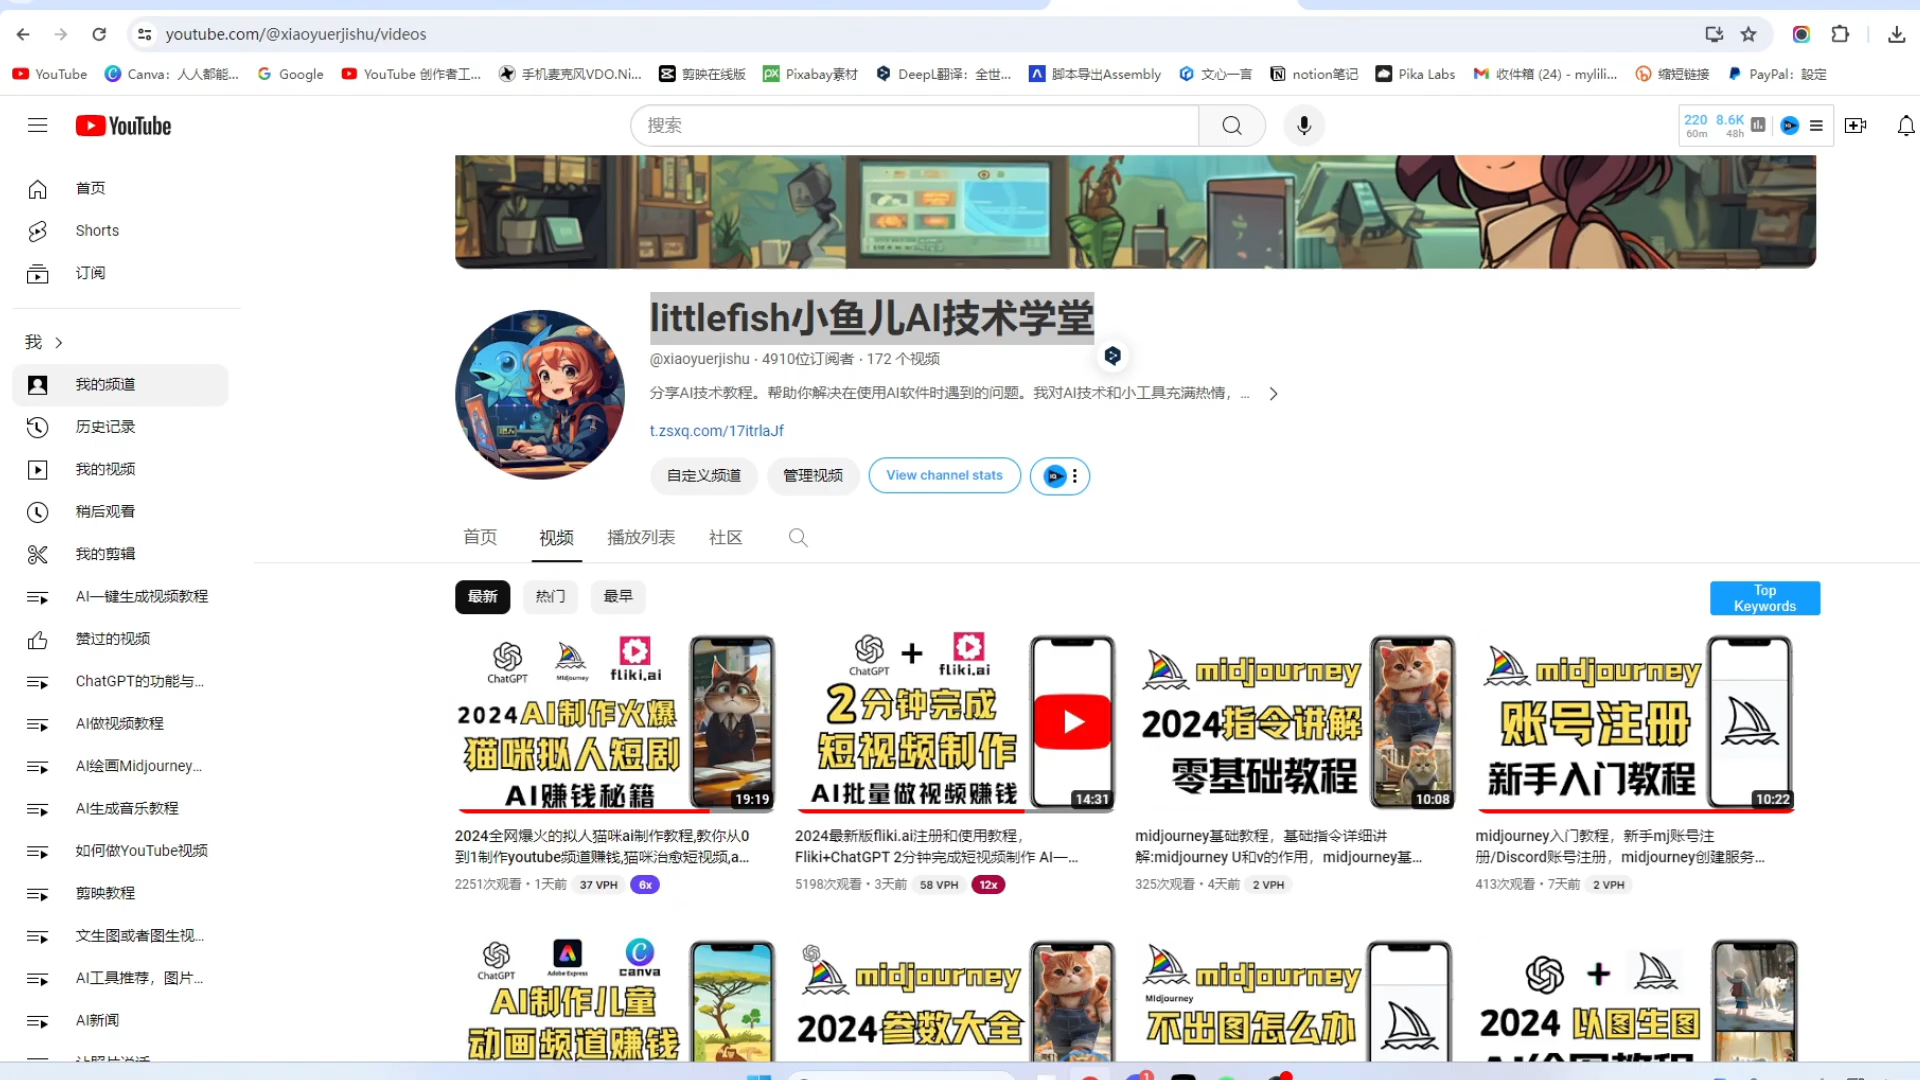 youtube.com/@xiaoyuerjishu/videos
YouTube Canva：人人都能... Google YouTube 创作者工... 手机麦克风VDO.Ni... 剪映在线版 Pixabay素材 DeepL翻译：全世... 脚本导出Assembly 文心一言 notion笔记 Pika Labs 收件箱 (24) - mylili... 缩短链接 PayPal：設定
YouTube
搜索
220 8.6K
60m 48h
首页
Shorts
订阅
我
我的频道
历史记录
我的视频
稍后观看
我的剪辑
AI一键生成视频教程
赞过的视频
ChatGPT的功能与...
AI做视频教程
AI绘画Midjourney...
AI生成音乐教程
如何做YouTube视频
剪映教程
文生图或者图生视...
AI工具推荐，图片...
AI新闻
littlefish小鱼儿AI技术学堂
@xiaoyuerjishu · 4910位订阅者 · 172 个视频
分享AI技术教程。帮助你解决在使用AI软件时遇到的问题。我对AI技术和小工具充满热情，...
t.zsxq.com/17itrlaJf
自定义频道 管理视频 View channel stats
首页 视频 播放列表 社区
最新 热门 最早
Top
Keywords
ChatGPT Midjourney fliki.ai
2024AI制作火爆
猫咪拟人短剧
AI赚钱秘籍
19:19
2024全网爆火的拟人猫咪ai制作教程,教你从0
到1制作youtube频道赚钱,猫咪治愈短视频,a...
2251次观看 · 1天前 37 VPH 6x
ChatGPT + fliki.ai
2分钟完成
短视频制作
AI批量做视频赚钱
14:31
2024最新版fliki.ai注册和使用教程，
Fliki+ChatGPT 2分钟完成短视频制作 AI一...
5198次观看 · 3天前 58 VPH 12x
midjourney
2024指令讲解
零基础教程
10:08
midjourney基础教程，基础指令详细讲
解:midjourney U和v的作用，midjourney基...
325次观看 · 4天前 2 VPH
midjourney
账号注册
新手入门教程
10:22
midjourney入门教程，新手mj账号注
册/Discord账号注册，midjourney创建服务...
413次观看 · 7天前 2 VPH
ChatGPT Adobe Express Canva
AI制作儿童
动画频道赚钱
midjourney
2024参数大全
midjourney
Midjourney
不出图怎么办
+
2024 以图生图